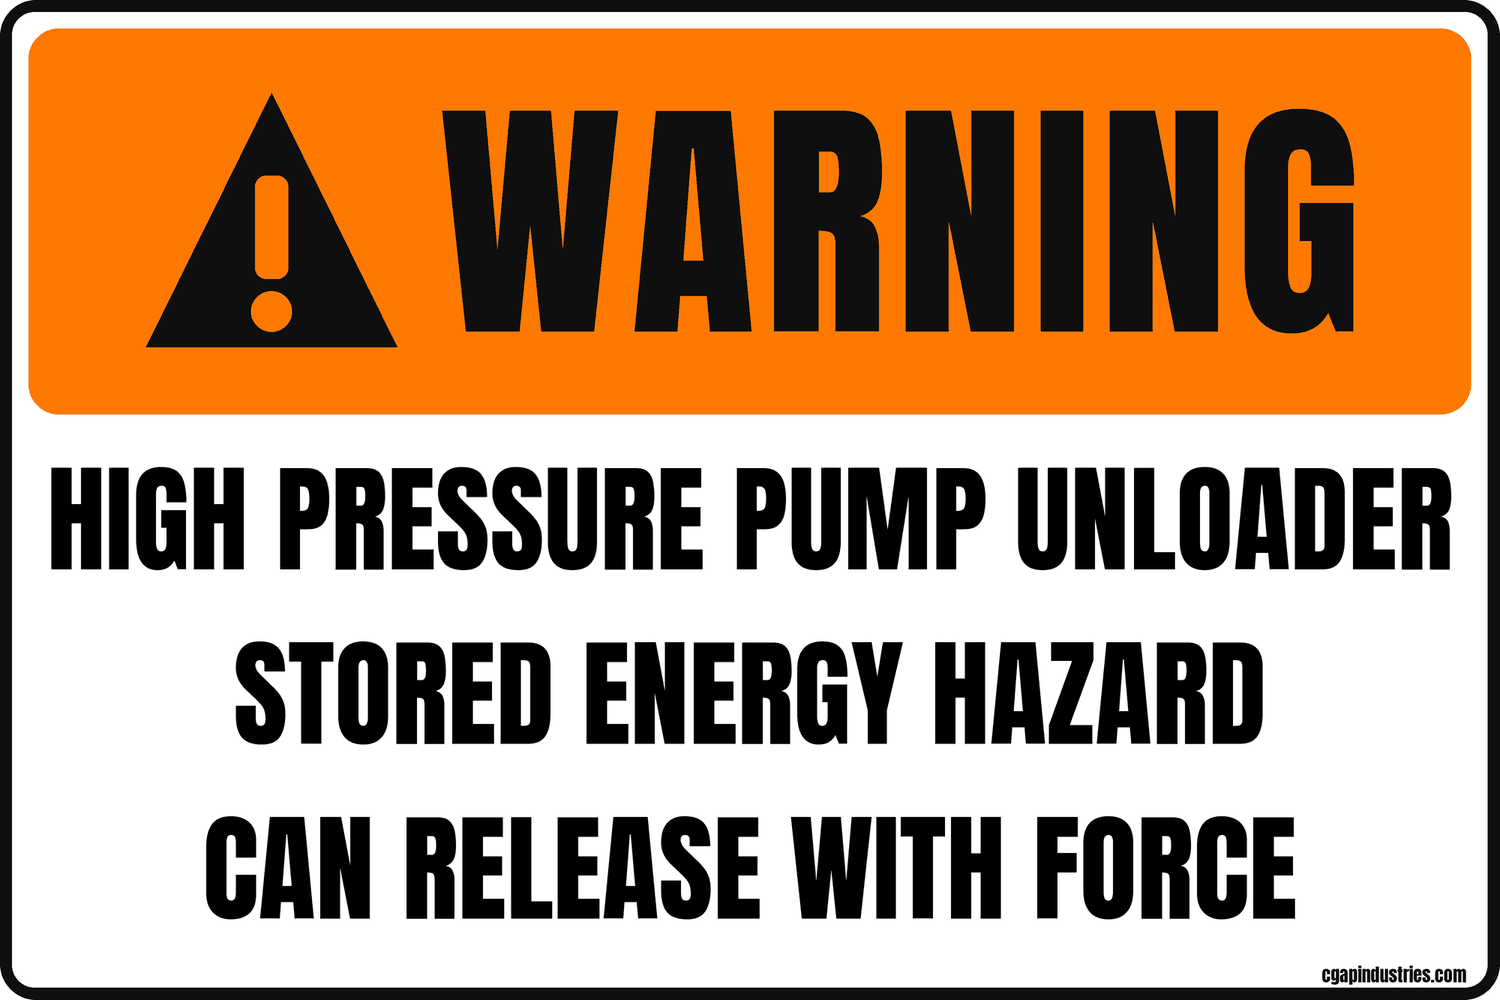 WARNING
HIGH PRESSURE PUMP UNLOADER
STORED ENERGY HAZARD
CAN RELEASE WITH FORCE
cgapindustries.com